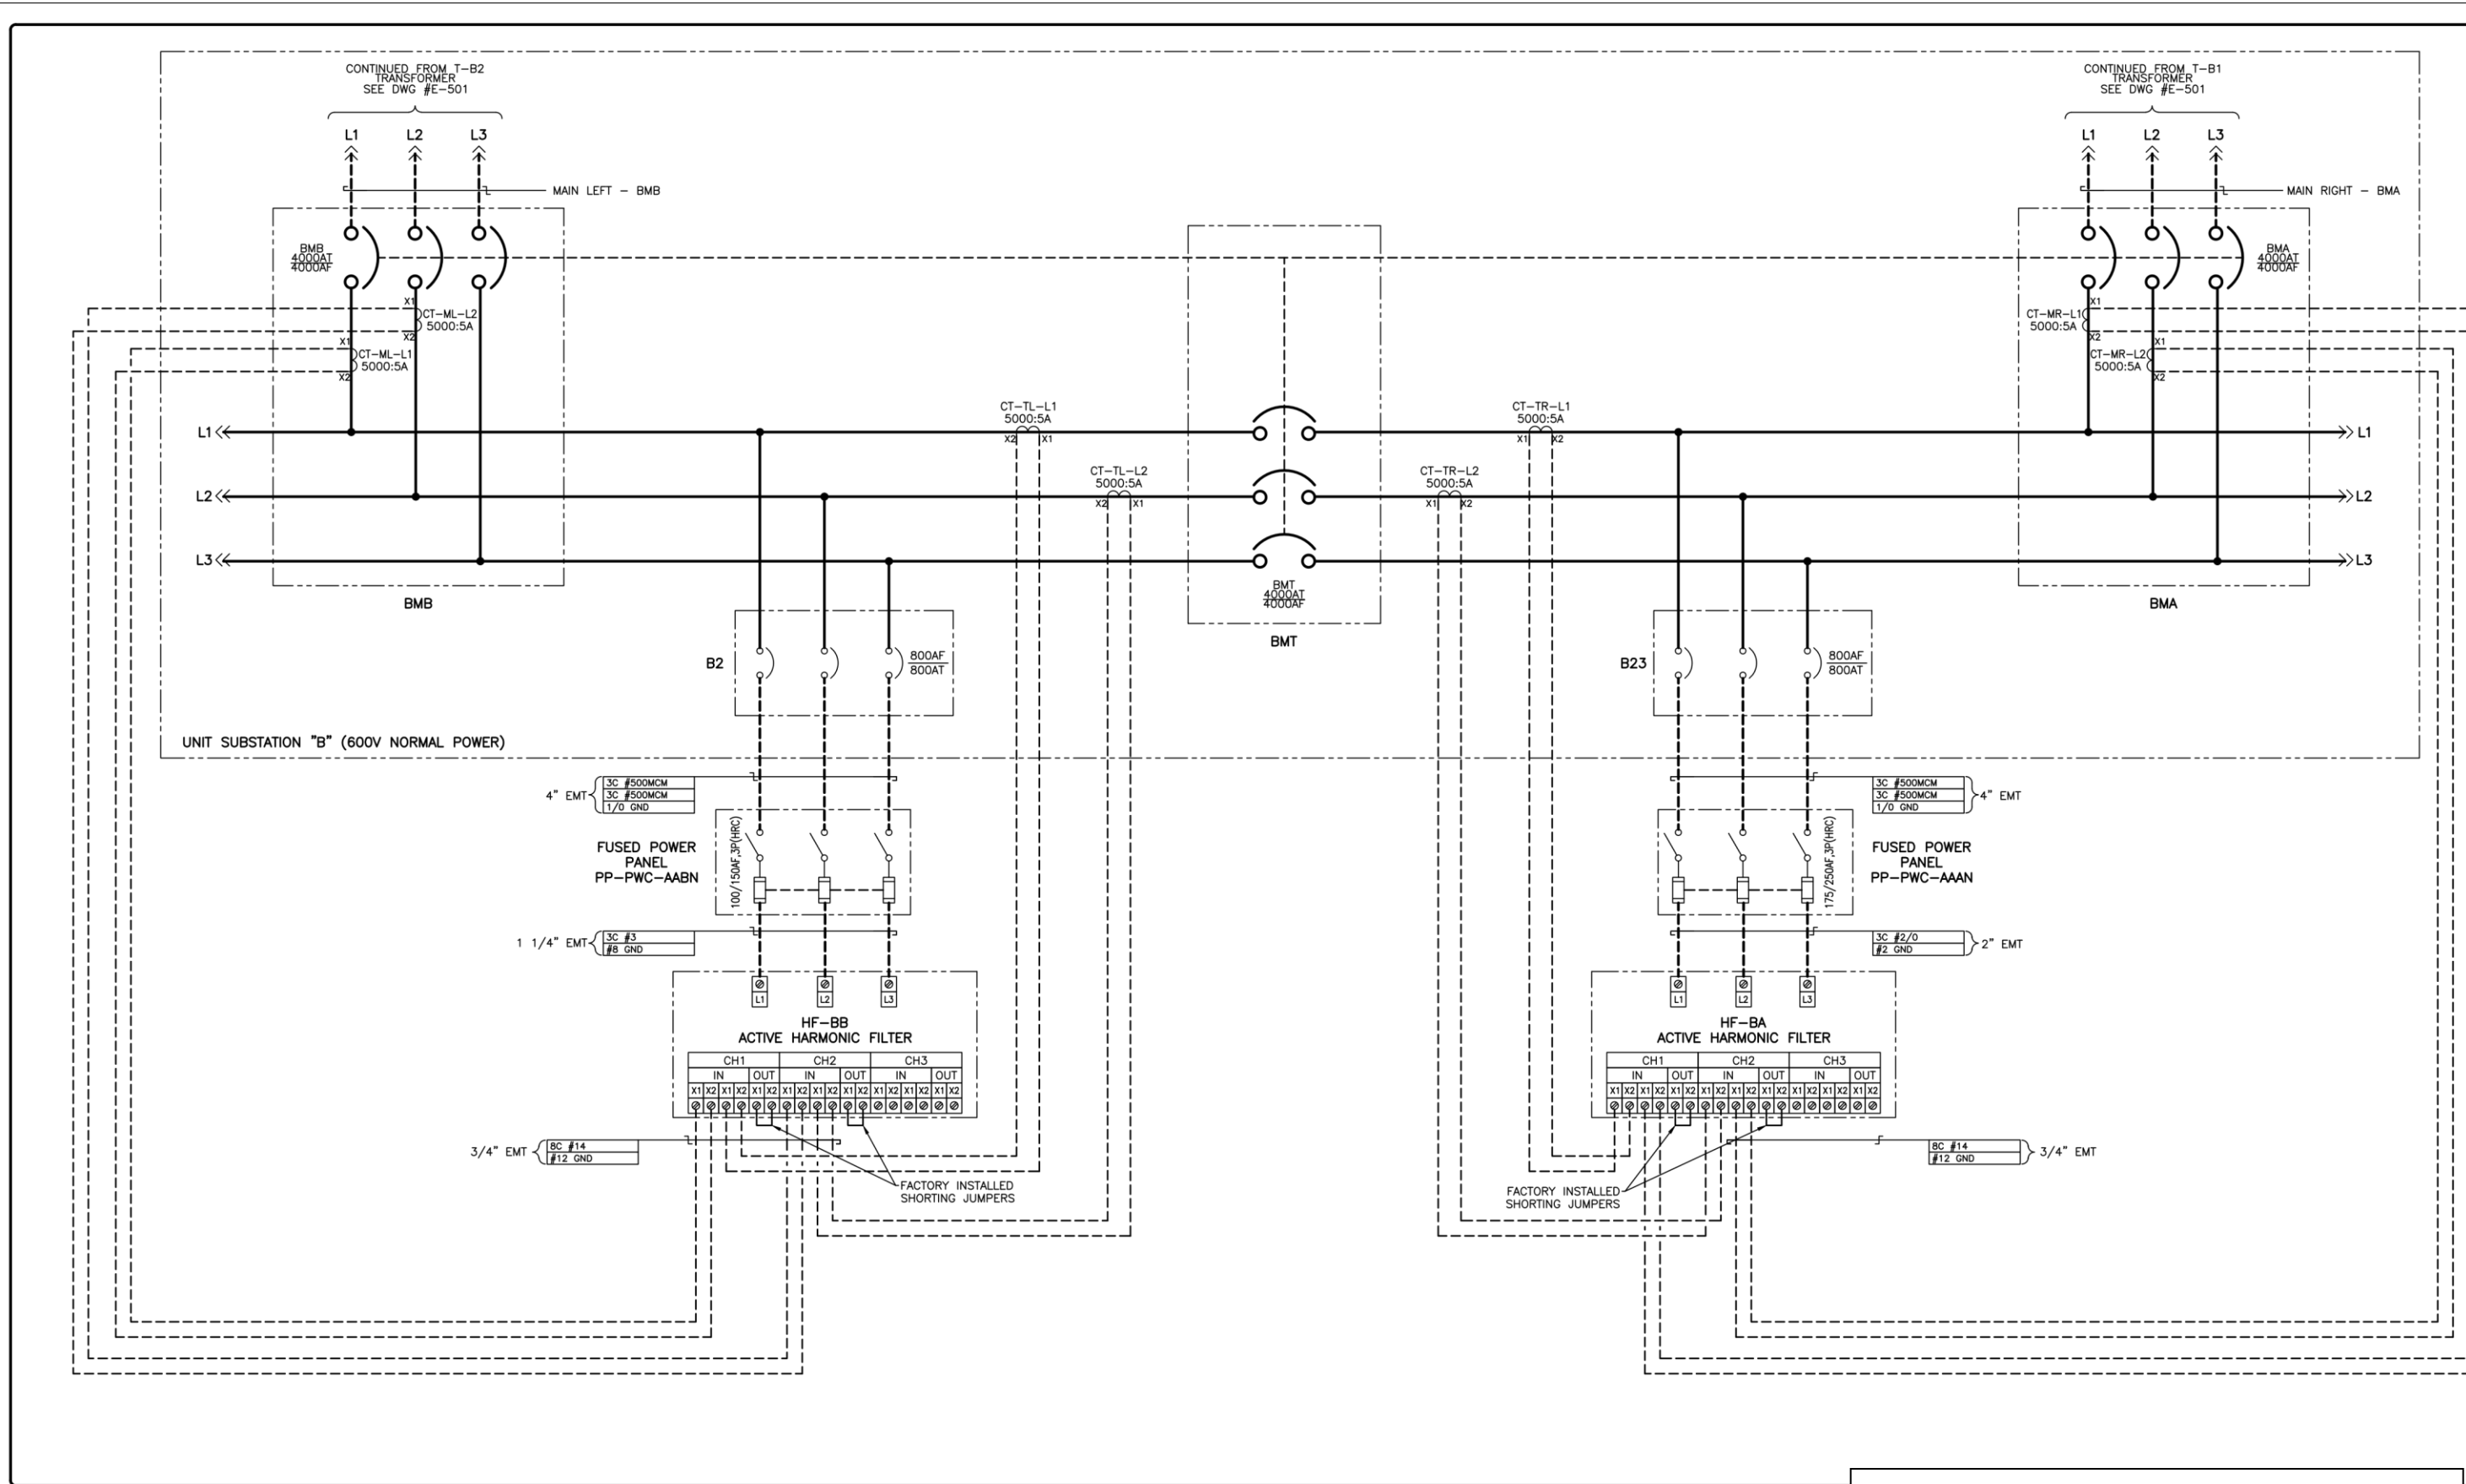 CONTINUED FROM T-B2
TRANSFORMER
SEE DWG #E-501
L1 L2 L3
MAIN LEFT - BMB
BMB
4000AT
4000AF
X1
CT-ML-L2
5000:5A
X2
X1
CT-ML-L1
5000:5A
X2
L1
L2
L3
BMB
CT-TL-L1
5000:5A
X2 X1
CT-TL-L2
5000:5A
X2 X1
BMT
4000AT
4000AF
BMT
CT-TR-L1
5000:5A
X1 X2
CT-TR-L2
5000:5A
X1 X2
CONTINUED FROM T-B1
TRANSFORMER
SEE DWG #E-501
L1 L2 L3
MAIN RIGHT - BMA
BMA
4000AT
4000AF
X1
CT-MR-L1
5000:5A
X2
X1
CT-MR-L2
5000:5A
X2
L1
L2
L3
BMA
B2
800AF
800AT
B23
800AF
800AT
UNIT SUBSTATION "B" (600V NORMAL POWER)
4" EMT
3C #500MCM
3C #500MCM
1/0 GND
FUSED POWER
PANEL
PP-PWC-AABN
100/150AF,3P(HRC)
1 1/4" EMT
3C #3
#8 GND
L1 L2 L3
HF-BB
ACTIVE HARMONIC FILTER
CH1 CH2 CH3
IN OUT IN OUT IN OUT
X1 X2 X1 X2 X1 X2 X1 X2 X1 X2 X1 X2 X1 X2 X1 X2 X1 X2
3/4" EMT
8C #14
#12 GND
FACTORY INSTALLED
SHORTING JUMPERS
3C #500MCM
3C #500MCM
1/0 GND
4" EMT
175/250AF,3P(HRC)
FUSED POWER
PANEL
PP-PWC-AAAN
3C #2/0
#2 GND
2" EMT
L1 L2 L3
HF-BA
ACTIVE HARMONIC FILTER
CH1 CH2 CH3
IN OUT IN OUT IN OUT
X1 X2 X1 X2 X1 X2 X1 X2 X1 X2 X1 X2 X1 X2 X1 X2 X1 X2
8C #14
#12 GND
3/4" EMT
FACTORY INSTALLED
SHORTING JUMPERS